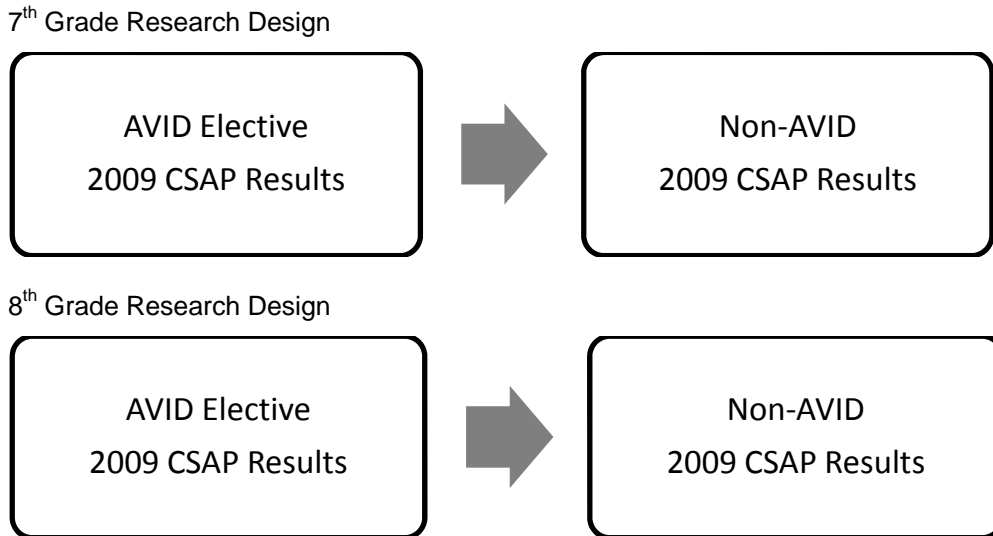 7th Grade Research Design
AVID Elective
2009 CSAP Results
Non-AVID
2009 CSAP Results
8th Grade Research Design
AVID Elective
2009 CSAP Results
Non-AVID
2009 CSAP Results